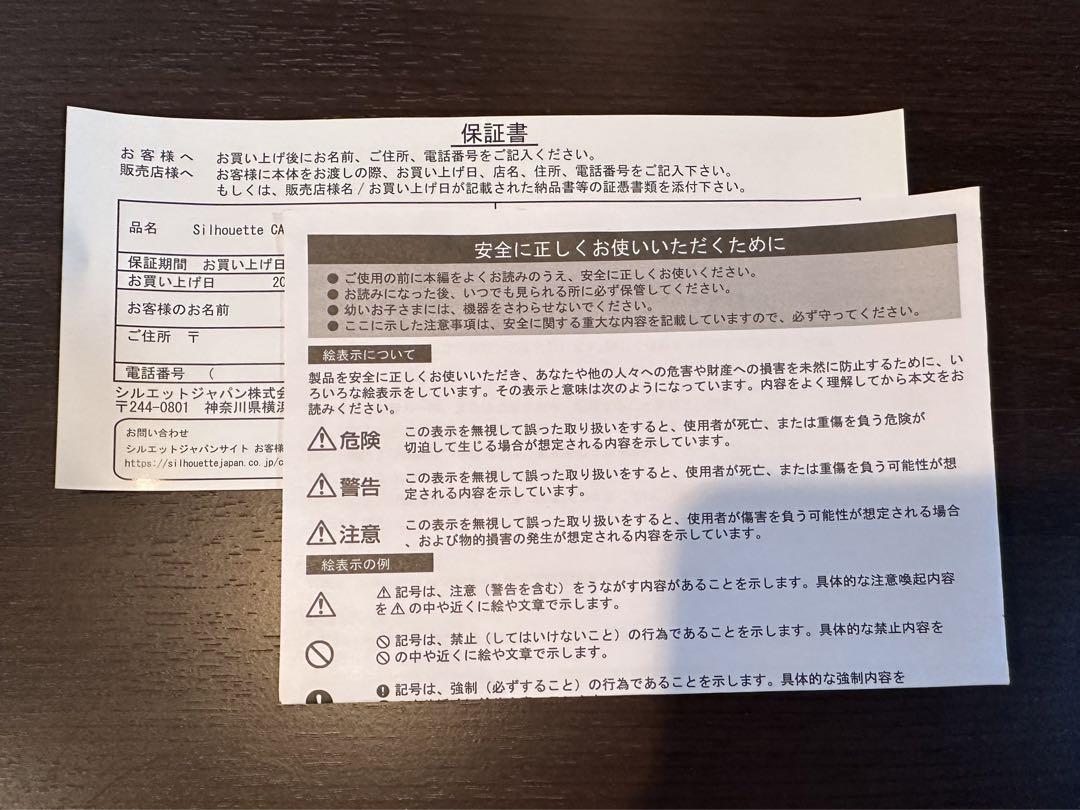 保証書
お客様へ お買い上げ後にお名前、ご住所、電話番号をご記入ください。
販売店様へ お客様に本体をお渡しの際、お買い上げ日、店名、住所、電話番号をご記入下さい。
もしくは、販売店様名/お買い上げ日が記載された納品書等の証憑書類を添付下さい。
品名 Silhouette CA
保証期間 お買い上げ日
お買い上げ日 20
お客様のお名前
ご住所 〒
電話番号 (
シルエットジャパン株式会
〒244-0801 神奈川県横浜
お問い合わせ
シルエットジャパンサイト お客様
https://silhouettejapan.co.jp/c
安全に正しくお使いいただくために
● ご使用の前に本編をよくお読みのうえ、安全に正しくお使いください。
● お読みになった後、いつでも見られる所に必ず保管してください。
● 幼いお子さまには、機器をさわらせないでください。
● ここに示した注意事項は、安全に関する重大な内容を記載していますので、必ず守ってください。
絵表示について
製品を安全に正しくお使いいただき、あなたや他の人々への危害や財産への損害を未然に防止するために、い
ろいろな絵表示をしています。その表示と意味は次のようになっています。内容をよく理解してから本文をお
読みください。
⚠危険 この表示を無視して誤った取り扱いをすると、使用者が死亡、または重傷を負う危険が
切迫して生じる場合が想定される内容を示しています。
⚠警告 この表示を無視して誤った取り扱いをすると、使用者が死亡、または重傷を負う可能性が想
定される内容を示しています。
⚠注意 この表示を無視して誤った取り扱いをすると、使用者が傷害を負う可能性が想定される場合
、および物的損害の発生が想定される内容を示しています。
絵表示の例
⚠記号は、注意(警告を含む)をうながす内容があることを示します。具体的な注意喚起内容
を⚠の中や近くに絵や文章で示します。
🚫記号は、禁止(してはいけないこと)の行為であることを示します。具体的な禁止内容を
🚫の中や近くに絵や文章で示します。
❗記号は、強制(必ずすること)の行為であることを示します。具体的な強制内容を